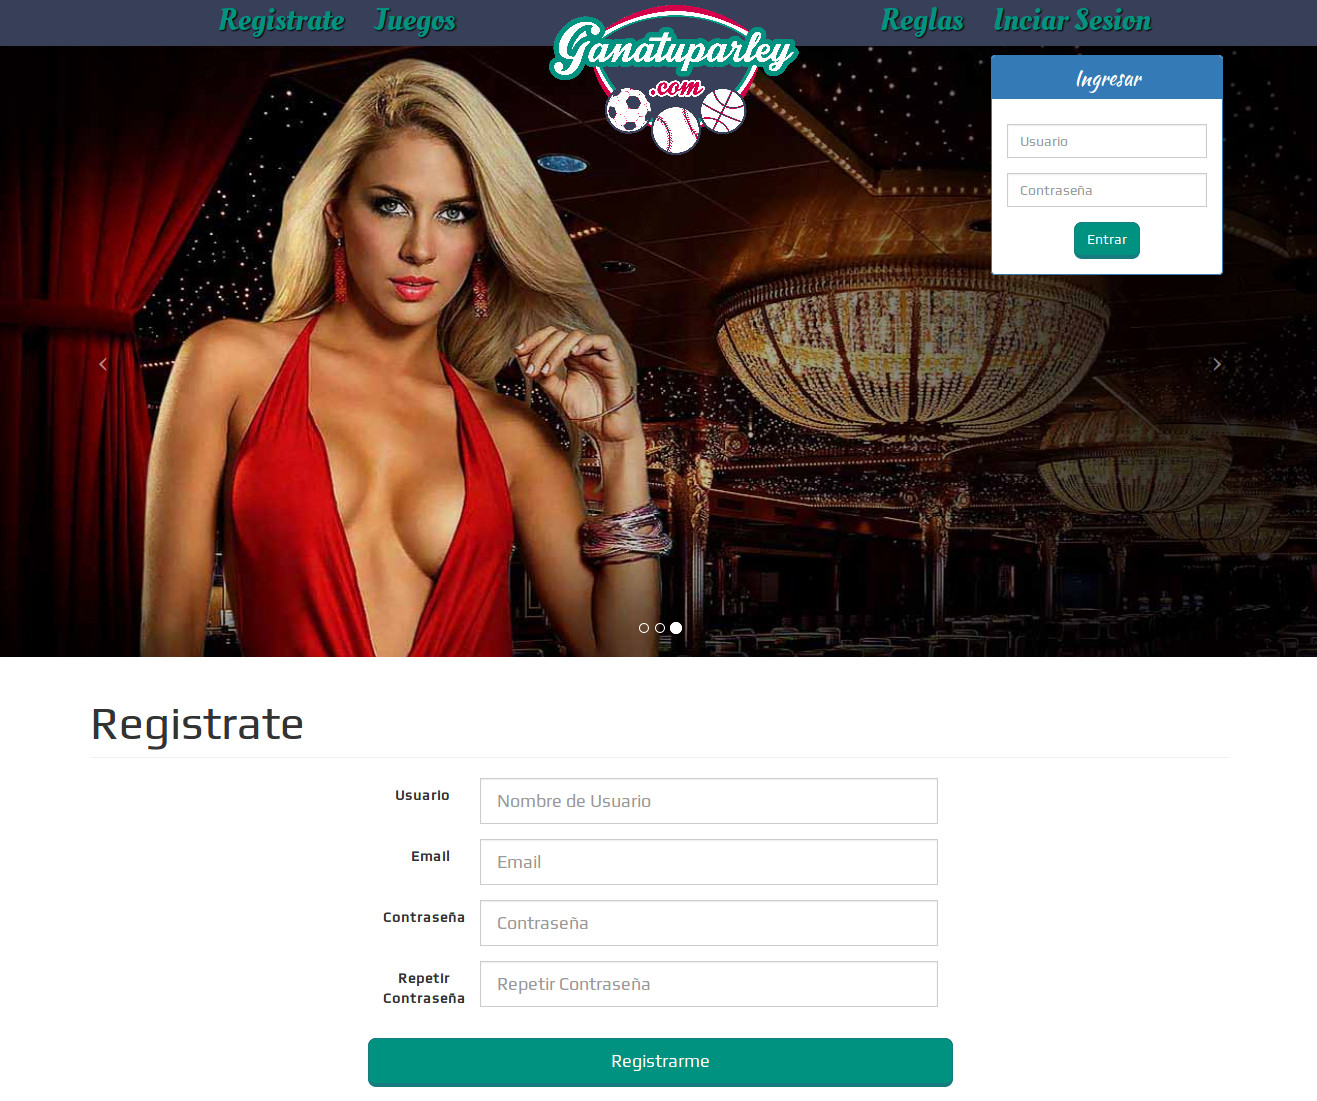 Registrate Juegos
Ganatuparley
.com
Reglas Inciar Sesion
Ingresar
Usuario
Contraseña
Entrar
Registrate
Usuario Nombre de Usuario
Email Email
Contraseña Contraseña
Repetir
Contraseña
Repetir Contraseña
Registrarme